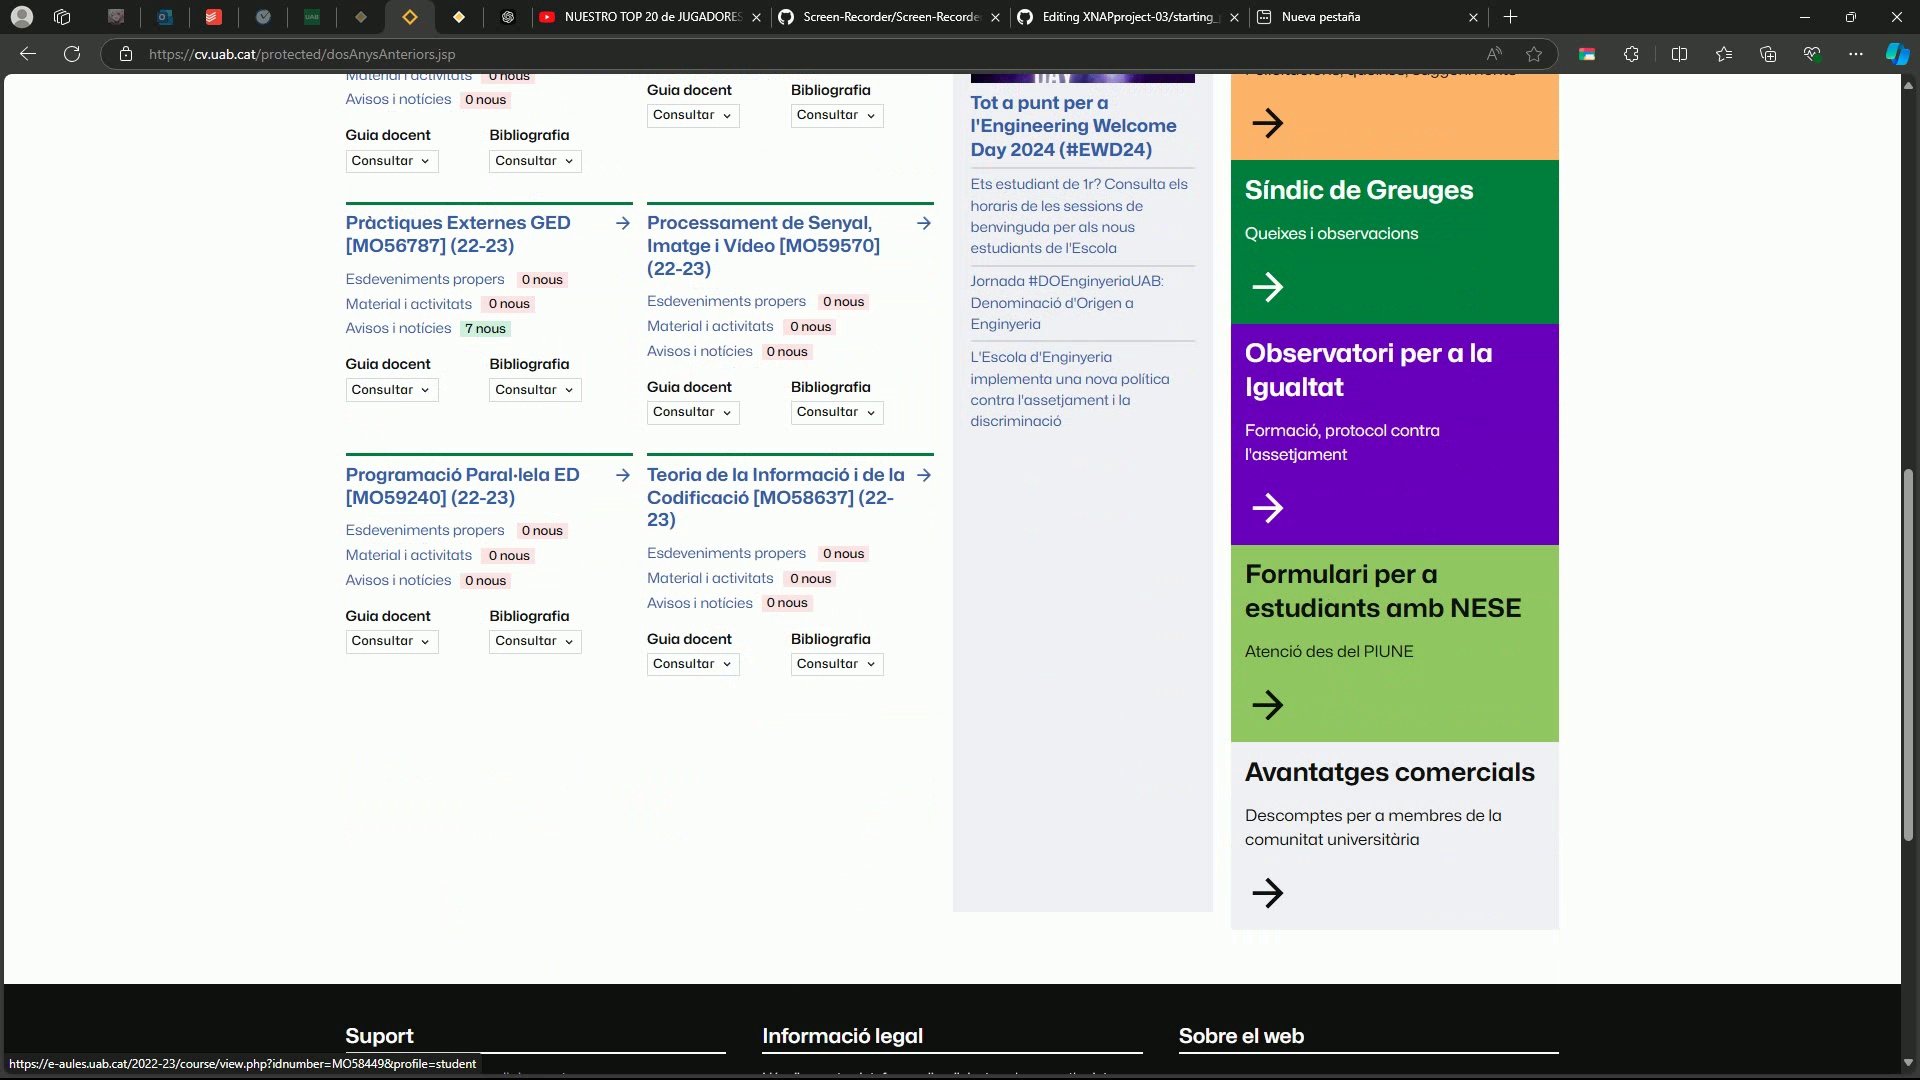 NUESTRO TOP 20 de JUGADORES
Screen-Recorder/Screen-Recorde
Editing XNAPproject-03/starting_
Nueva pestaña
https://cv.uab.cat/protected/dosAnysAnteriors.jsp
Material i activitats 0 nous
Avisos i notícies 0 nous
Guia docent Bibliografia
Consultar Consultar
Guia docent Bibliografia
Consultar Consultar
Pràctiques Externes GED
[MO56787] (22-23)
Esdeveniments propers 0 nous
Material i activitats 0 nous
Avisos i notícies 7 nous
Guia docent Bibliografia
Consultar Consultar
Processament de Senyal,
Imatge i Vídeo [MO59570]
(22-23)
Esdeveniments propers 0 nous
Material i activitats 0 nous
Avisos i notícies 0 nous
Guia docent Bibliografia
Consultar Consultar
Programació Paral·lela ED
[MO59240] (22-23)
Esdeveniments propers 0 nous
Material i activitats 0 nous
Avisos i notícies 0 nous
Guia docent Bibliografia
Consultar Consultar
Teoria de la Informació i de la
Codificació [MO58637] (22-
23)
Esdeveniments propers 0 nous
Material i activitats 0 nous
Avisos i notícies 0 nous
Guia docent Bibliografia
Consultar Consultar
Tot a punt per a
l'Engineering Welcome
Day 2024 (#EWD24)
Ets estudiant de 1r? Consulta els
horaris de les sessions de
benvinguda per als nous
estudiants de l'Escola
Jornada #DOEnginyeriaUAB:
Denominació d'Origen a
Enginyeria
L'Escola d'Enginyeria
implementa una nova política
contra l'assetjament i la
discriminació
Síndic de Greuges
Queixes i observacions
Observatori per a la
Igualtat
Formació, protocol contra
l'assetjament
Formulari per a
estudiants amb NESE
Atenció des del PIUNE
Avantatges comercials
Descomptes per a membres de la
comunitat universitària
Suport
Informació legal
Sobre el web
https://e-aules.uab.cat/2022-23/course/view.php?idnumber=MO58449&profile=student